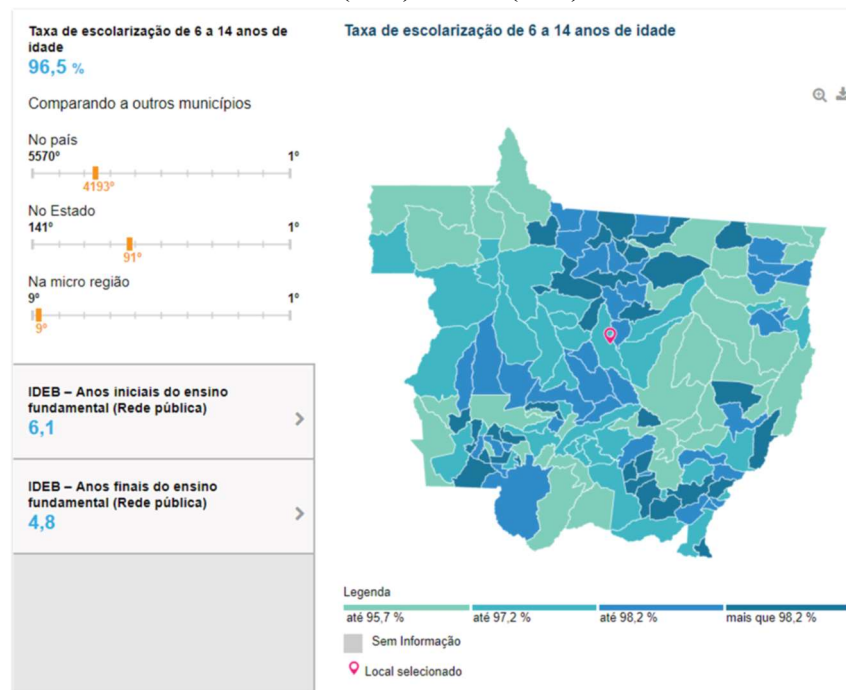 Taxa de escolarização de 6 a 14 anos de
idade
96,5 %
Comparando a outros municípios
No país
5570º 1º
4193º
No Estado
141º 1º
91º
Na micro região
9º 1º
9º
IDEB – Anos iniciais do ensino
fundamental (Rede pública)
6,1
IDEB – Anos finais do ensino
fundamental (Rede pública)
4,8
Taxa de escolarização de 6 a 14 anos de idade
Legenda
até 95,7 % até 97,2 % até 98,2 % mais que 98,2 %
Sem Informação
Local selecionado